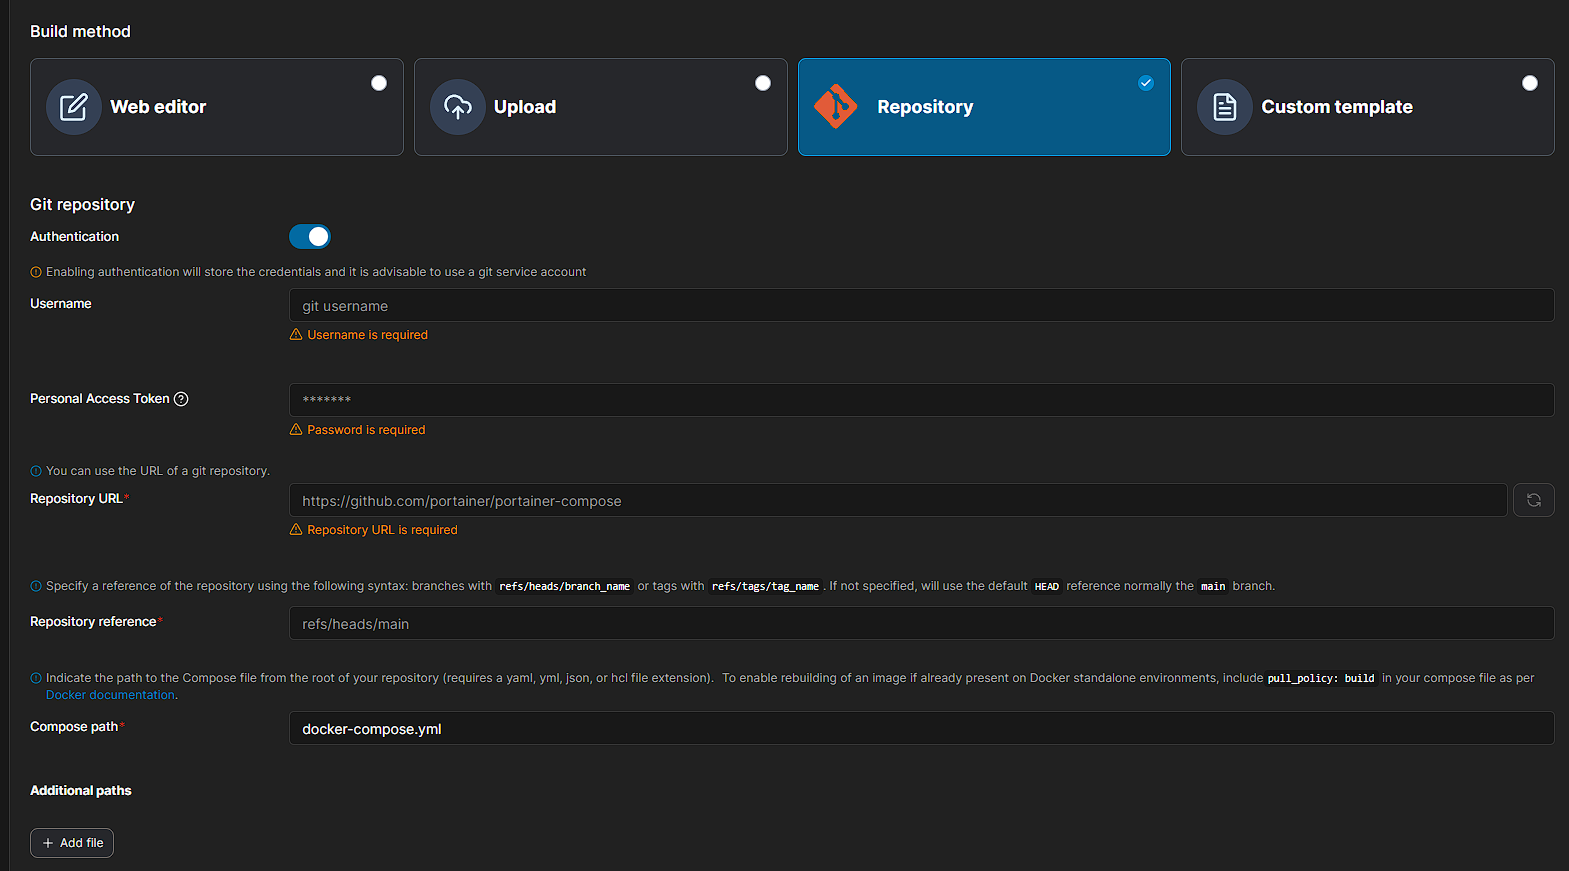 Build method
Web editor
Upload
Repository
Custom template
Git repository
Authentication
Enabling authentication will store the credentials and it is advisable to use a git service account
Username
git username
Username is required
Personal Access Token
*******
Password is required
You can use the URL of a git repository.
Repository URL*
https://github.com/portainer/portainer-compose
Repository URL is required
Specify a reference of the repository using the following syntax: branches with refs/heads/branch_name or tags with refs/tags/tag_name. If not specified, will use the default HEAD reference normally the main branch.
Repository reference*
refs/heads/main
Indicate the path to the Compose file from the root of your repository (requires a yaml, yml, json, or hcl file extension). To enable rebuilding of an image if already present on Docker standalone environments, include pull_policy: build in your compose file as per
Docker documentation.
Compose path*
docker-compose.yml
Additional paths
+ Add file